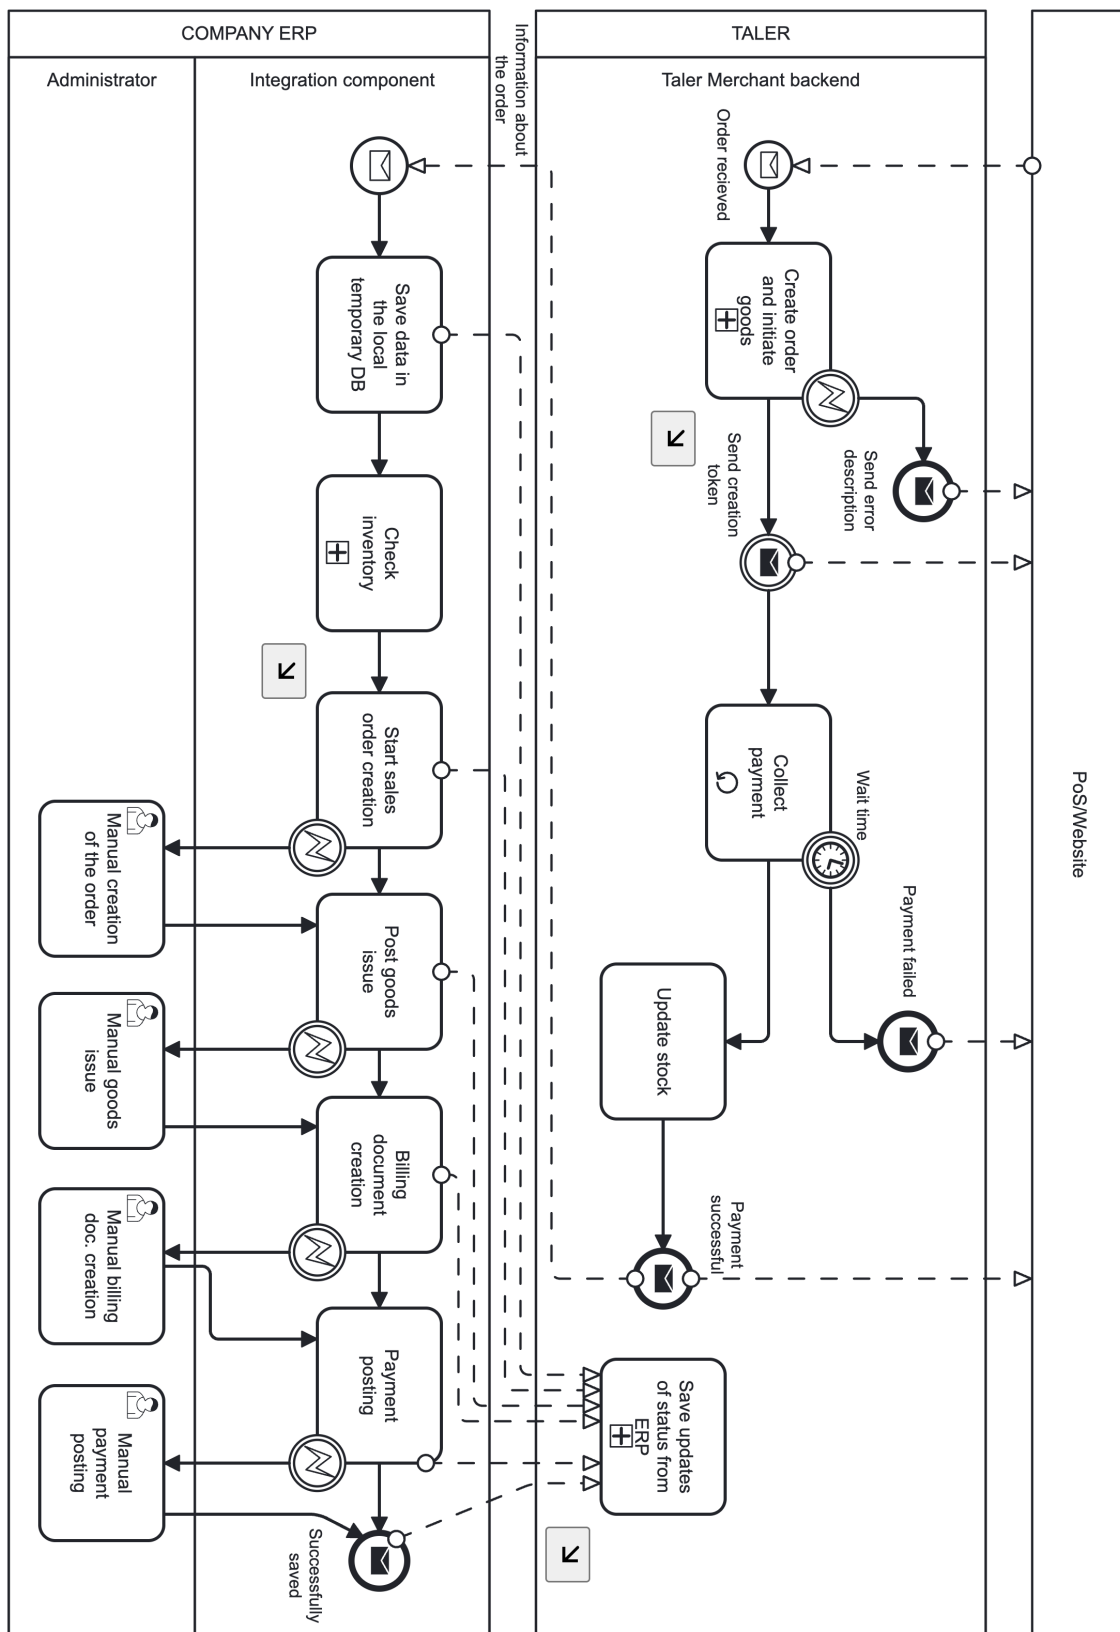 COMPANY ERP
TALER
Administrator
Integration component
Taler Merchant backend
Information about
the order
PoS/Website
Order recieved
Create order
and initiate
goods
Send error
description
Send creation
token
Collect
payment
Wait time
Payment failed
Update stock
Payment
successful
Save updates
of status from
ERP
Save data in
the local
temporary DB
Check
inventory
Start sales
order creation
Post goods
issue
Billing
document
creation
Payment
posting
Successfully
saved
Manual creation
of the order
Manual goods
issue
Manual billing
doc. creation
Manual
payment
posting